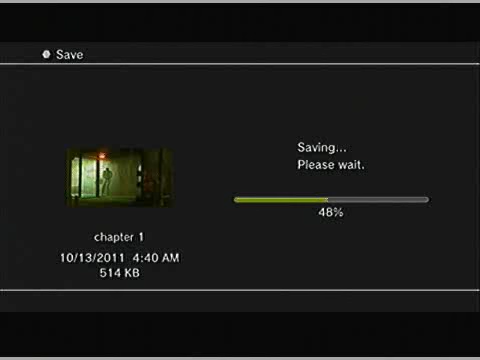 Save
Saving...
Please wait.
48%
chapter 1
10/13/2011 4:40 AM
514 KB